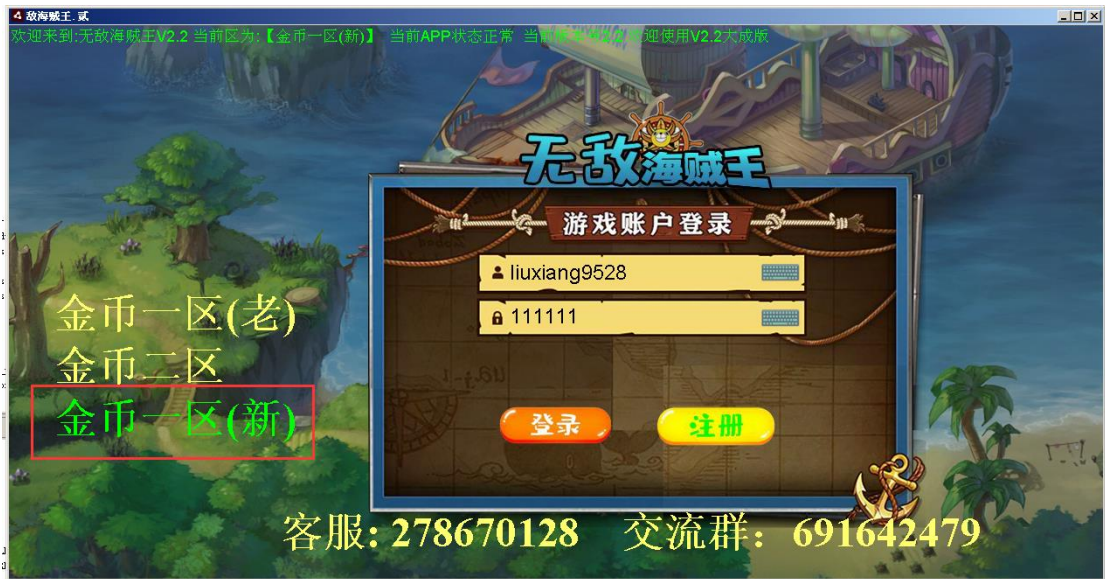 敌海贼王.贰
欢迎来到:无敌海贼王V2.2 当前区为:【金币一区(新)】 当前APP状态正常 迎使用V2.2大成版
无敌海贼王
游戏账户登录
liuxiang9528
111111
金币一区(老)
金币二区
金币一区(新)
登录 注册
客服: 278670128 交流群: 691642479